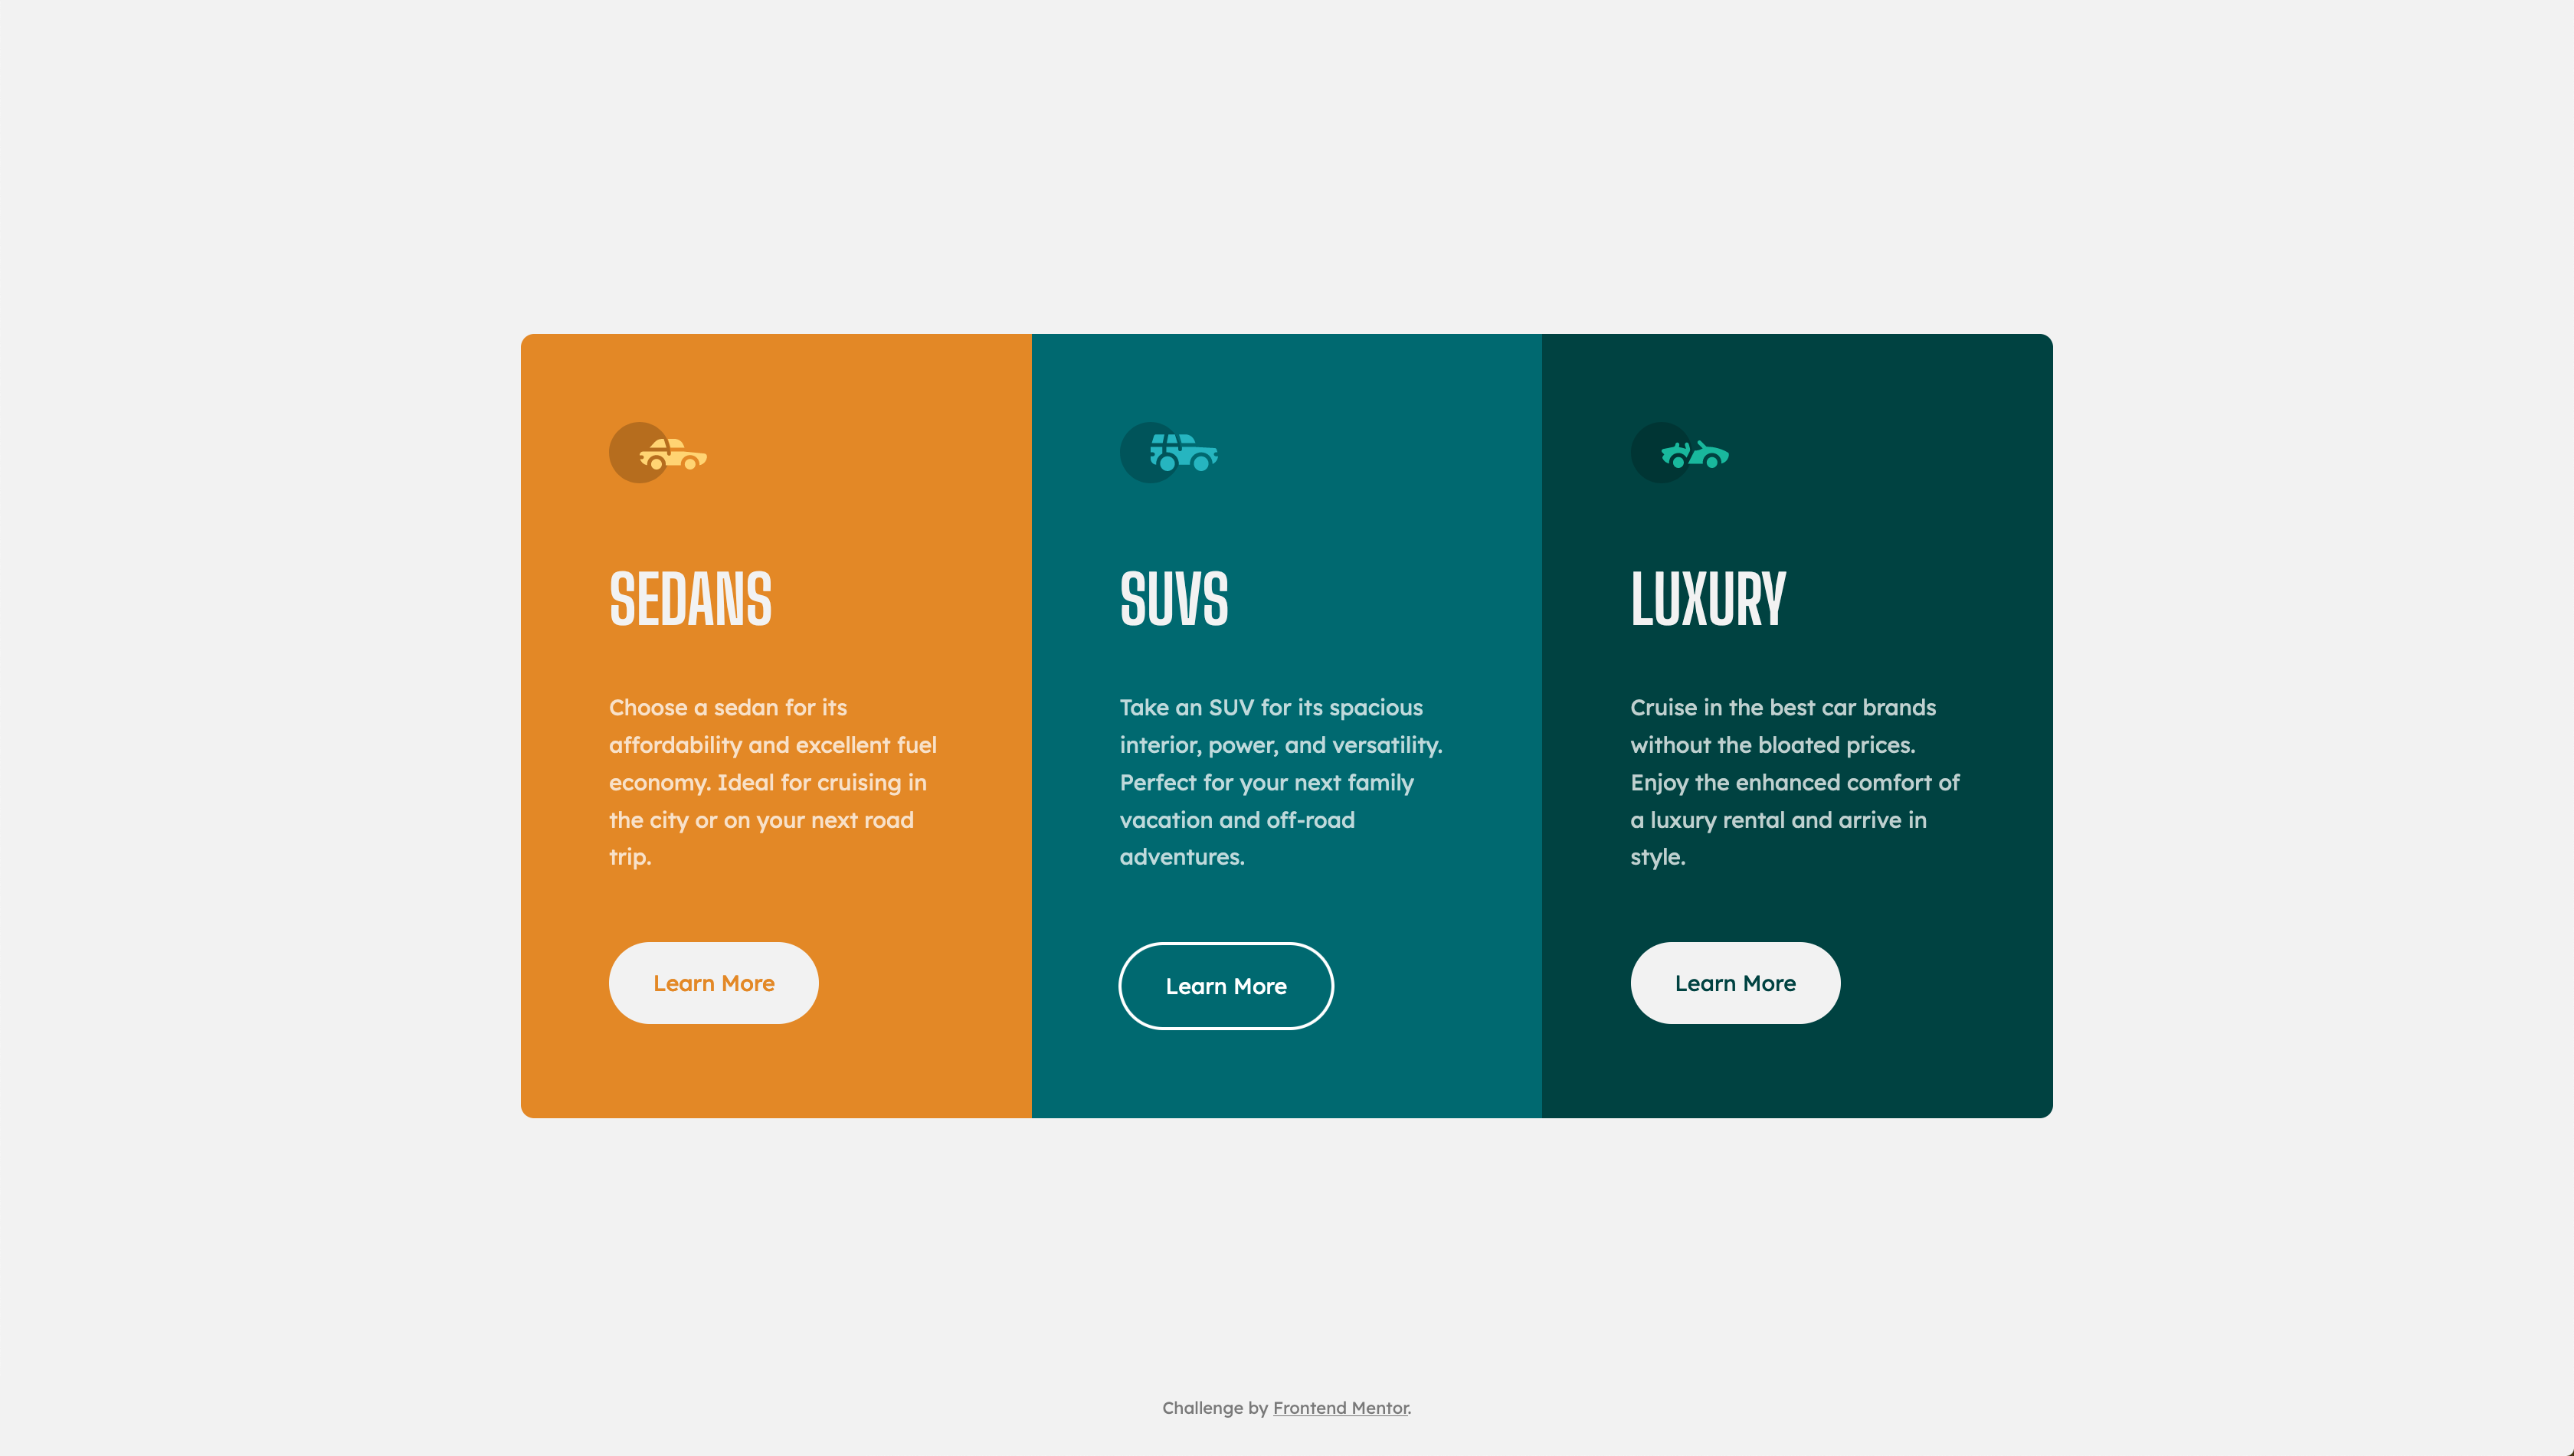 SEDANS
Choose a sedan for its
affordability and excellent fuel
economy. Ideal for cruising in
the city or on your next road
trip.
Learn More
SUVS
Take an SUV for its spacious
interior, power, and versatility.
Perfect for your next family
vacation and off-road
adventures.
Learn More
LUXURY
Cruise in the best car brands
without the bloated prices.
Enjoy the enhanced comfort of
a luxury rental and arrive in
style.
Learn More
Challenge by Frontend Mentor.